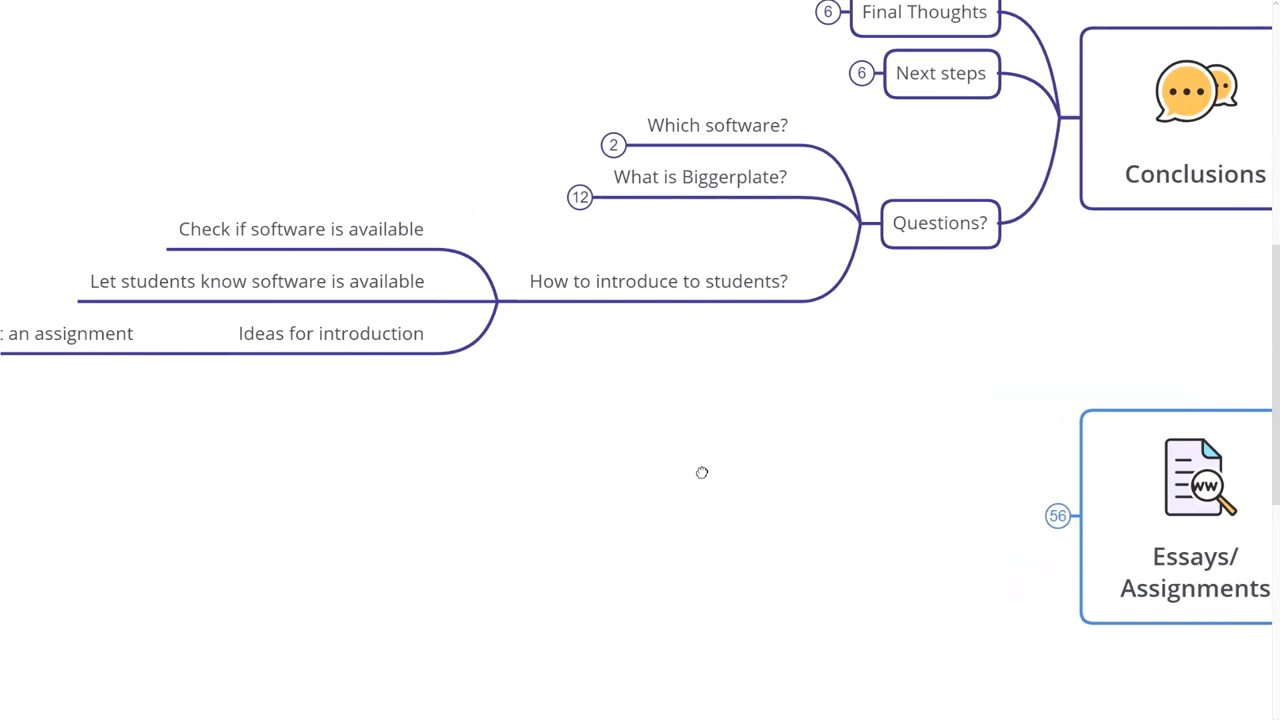 6
Final Thoughts
6
Next steps
Which software?
2
What is Biggerplate?
12
Questions?
Conclusions
Check if software is available
Let students know software is available
How to introduce to students?
an assignment
Ideas for introduction
WW
56
Essays/
Assignments